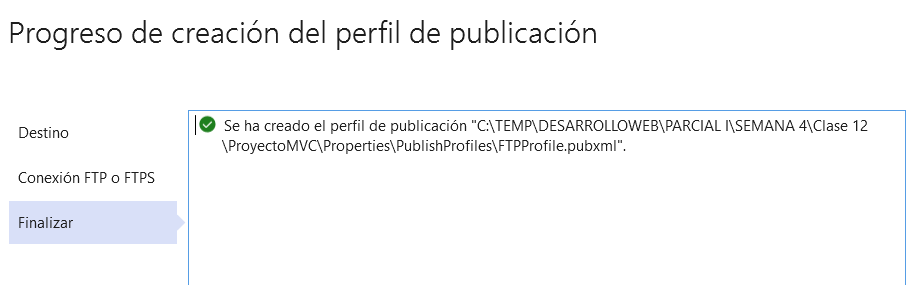 Progreso de creación del perfil de publicación
Destino
Conexión FTP o FTPS
Finalizar
Se ha creado el perfil de publicación "C:\TEMP\DESARROLLOWEB\PARCIAL I\SEMANA 4\Clase 12
\ProyectoMVC\Properties\PublishProfiles\FTPProfile.pubxml".